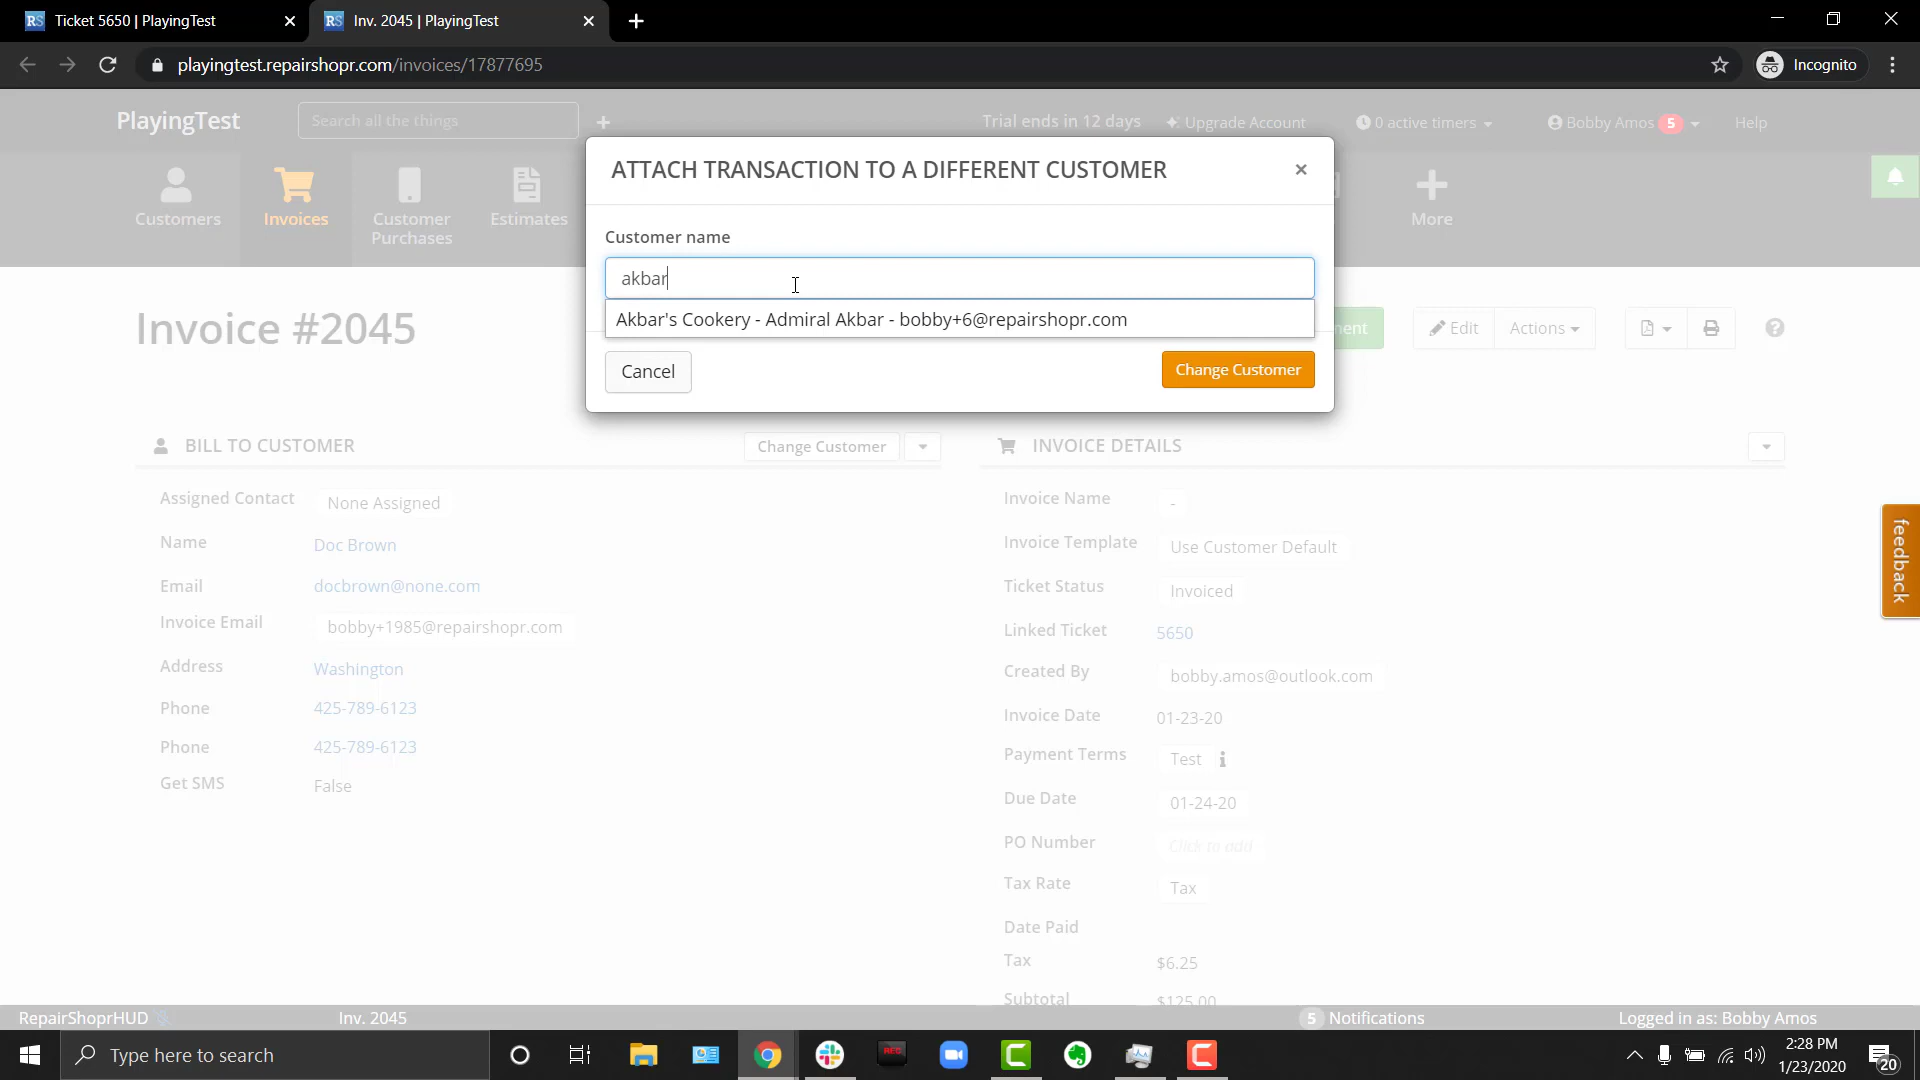 Ticket 5650 | PlayingTest
Inv. 2045 | PlayingTest
playingtest.repairshopr.com/invoices/17877695
Incognito
PlayingTest
Search all the things
Trial ends in 12 days
Upgrade Account
0 active timers
Bobby Amos 5
Help
Customers
Invoices
Customer
Purchases
Estimates
More
ATTACH TRANSACTION TO A DIFFERENT CUSTOMER
Customer name
akbar
Akbar's Cookery - Admiral Akbar - bobby+6@repairshopr.com
Cancel
Change Customer
Invoice #2045
Edit
Actions
BILL TO CUSTOMER
Change Customer
Assigned Contact None Assigned
Name Doc Brown
Email docbrown@none.com
Invoice Email bobby+1985@repairshopr.com
Address Washington
Phone 425-789-6123
Phone 425-789-6123
Get SMS False
INVOICE DETAILS
Invoice Name -
Invoice Template Use Customer Default
Ticket Status Invoiced
Linked Ticket 5650
Created By bobby.amos@outlook.com
Invoice Date 01-23-20
Payment Terms Test
Due Date 01-24-20
PO Number Click to add
Tax Rate Tax
Date Paid
Tax $6.25
Subtotal $125.00
feedback
RepairShoprHUD
Inv. 2045
5 Notifications
Logged in as: Bobby Amos
Type here to search
REC
2:28 PM
1/23/2020
20